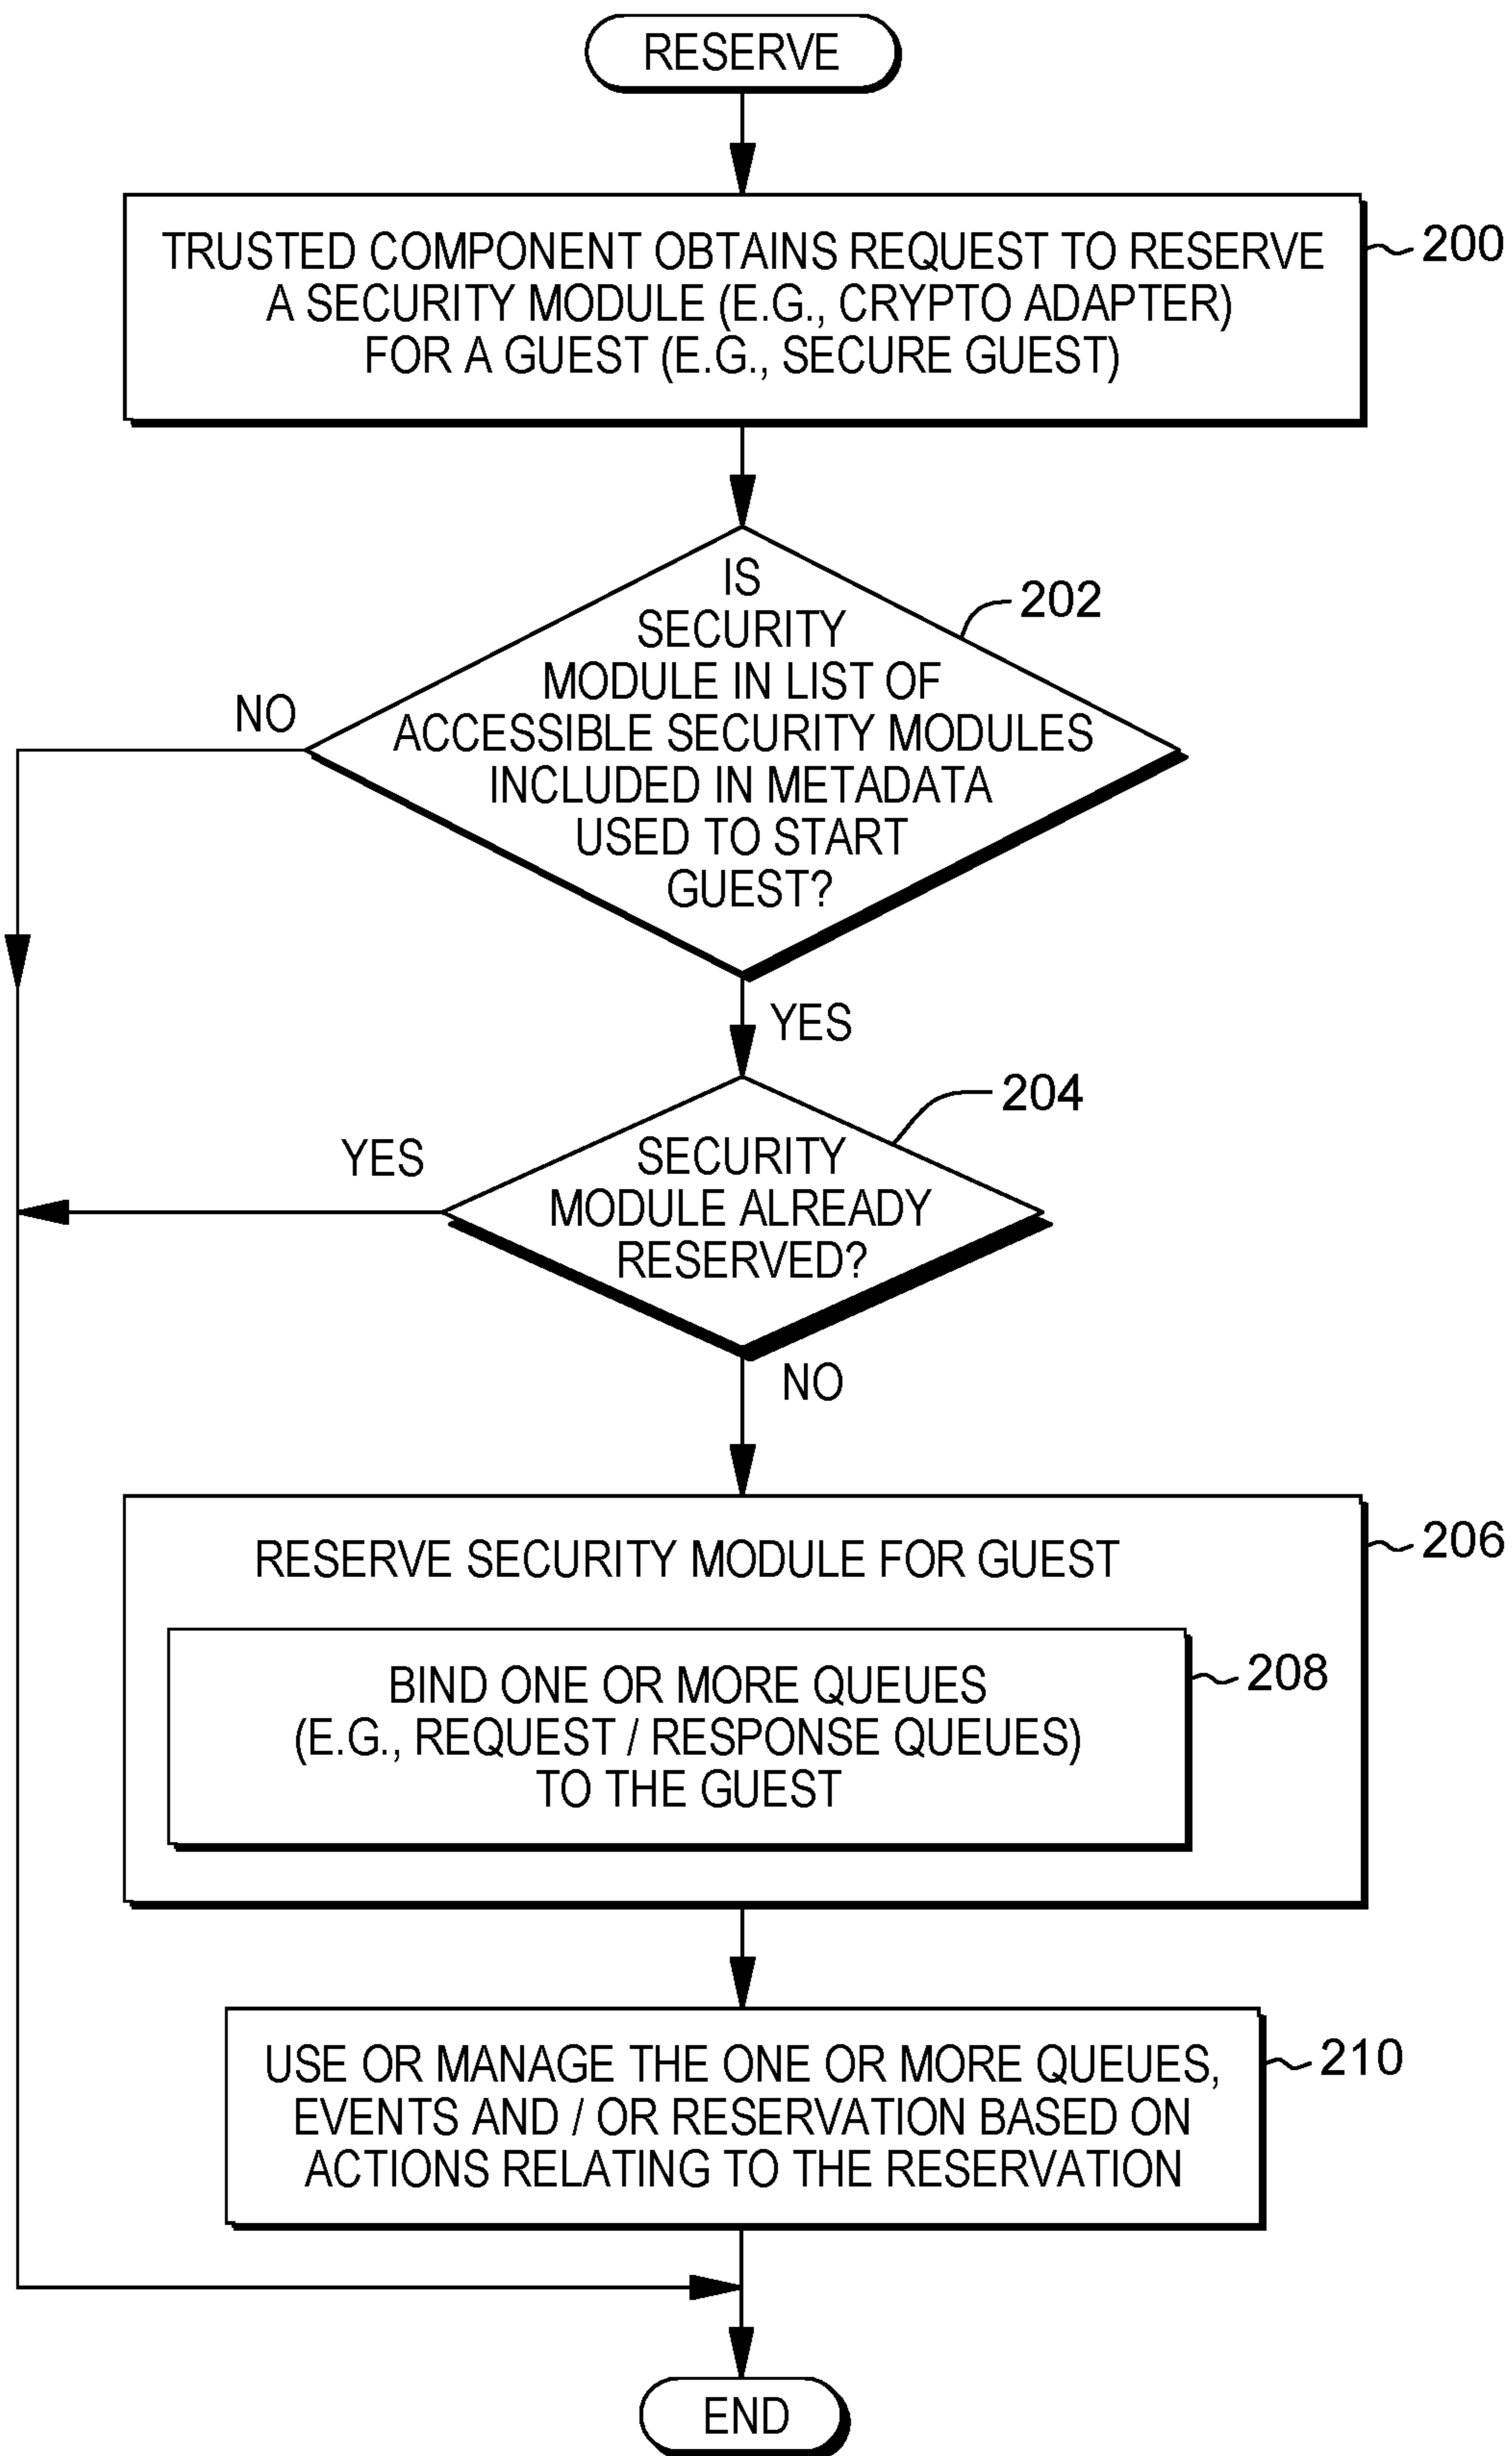 RESERVE
TRUSTED COMPONENT OBTAINS REQUEST TO RESERVE
A SECURITY MODULE (E.G., CRYPTO ADAPTER)
FOR A GUEST (E.G., SECURE GUEST)
200
IS
SECURITY
MODULE IN LIST OF
ACCESSIBLE SECURITY MODULES
INCLUDED IN METADATA
USED TO START
GUEST?
202
NO
YES
204
YES
SECURITY
MODULE ALREADY
RESERVED?
NO
RESERVE SECURITY MODULE FOR GUEST
206
BIND ONE OR MORE QUEUES
(E.G., REQUEST / RESPONSE QUEUES)
TO THE GUEST
208
USE OR MANAGE THE ONE OR MORE QUEUES,
EVENTS AND / OR RESERVATION BASED ON
ACTIONS RELATING TO THE RESERVATION
210
END